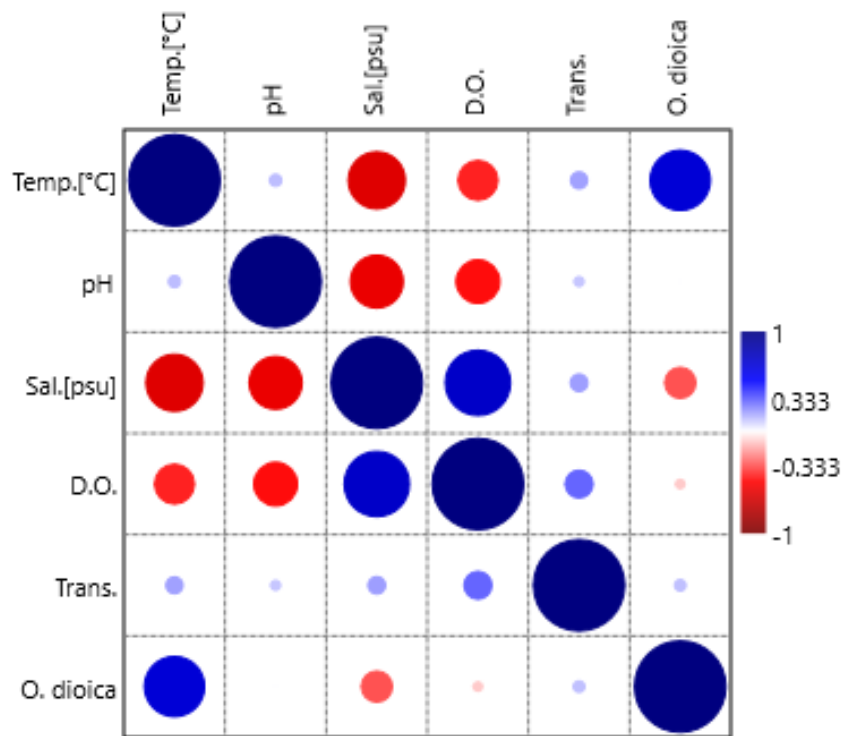 Temp.[°C]
pH
Sal.[psu]
D.O.
Trans.
O. dioica
Temp.[°C]
pH
Sal.[psu]
D.O.
Trans.
O. dioica
1
0.333
-0.333
-1